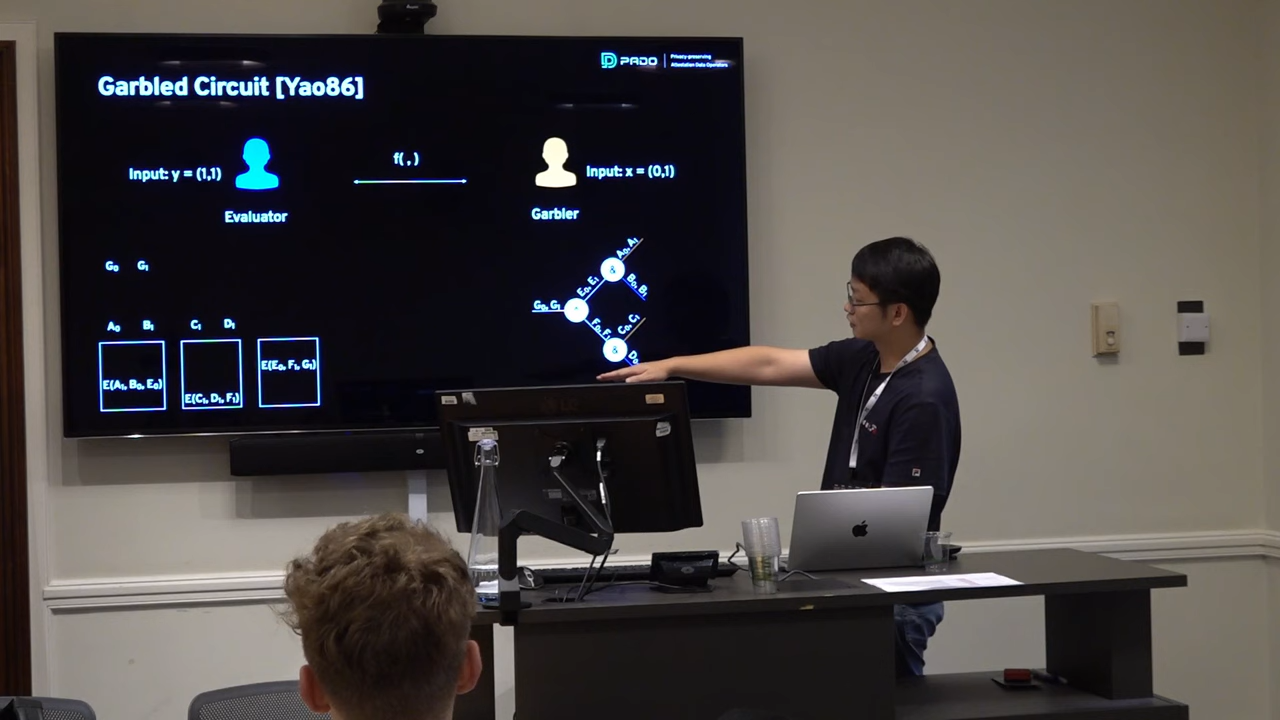 Garbled Circuit [Yao86]
PADO
Privacy-preserving
Attestation Data Operators
Input: y = (1,1)
f( , )
Input: x = (0,1)
Evaluator
Garbler
G₀ G₁
A₀, A₁
&
B₀, B₁
E₀, E₁
G₀, G₁
F₀, F₁
C₀, C₁
&
D₀
A₀ B₁ C₁ D₁
E(A₁, B₀, E₀)
E(C₁, D₁, F₁)
E(E₀, F₁, G₁)